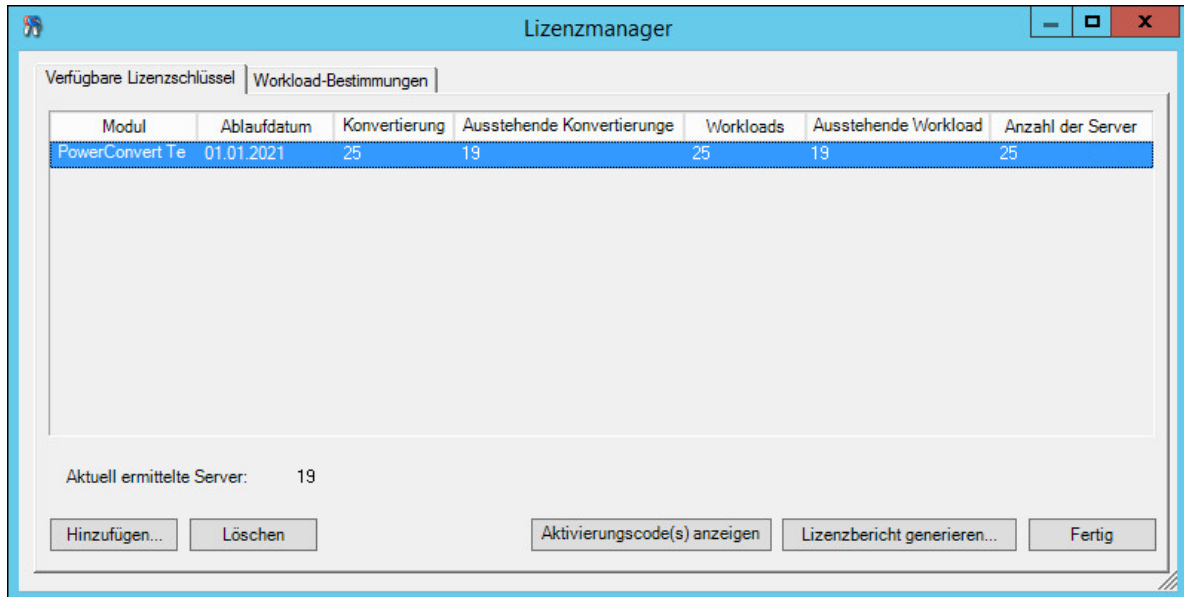 Lizenzmanager
Verfügbare Lizenzschlüssel Workload-Bestimmungen
Modul Ablaufdatum Konvertierung Ausstehende Konvertierunge Workloads Ausstehende Workload Anzahl der Server
PowerConvert Te 01.01.2021 25 19 25 19 25
Aktuell ermittelte Server: 19
Hinzufügen... Löschen Aktivierungscode(s) anzeigen Lizenzbericht generieren... Fertig